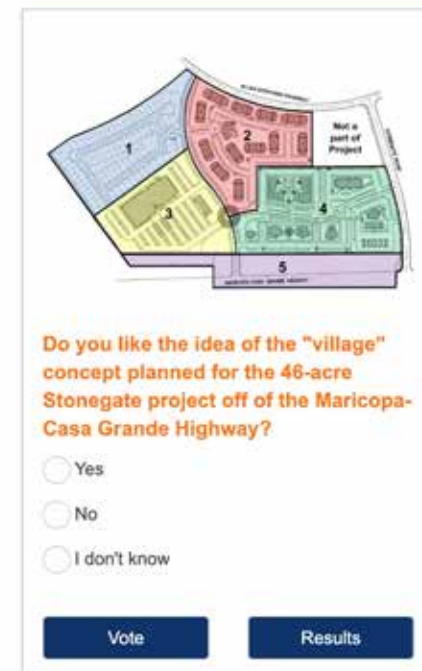 2
Not a
part of
Project
1
3
4
5
Do you like the idea of the "village"
concept planned for the 46-acre
Stonegate project off of the Maricopa-
Casa Grande Highway?
Yes
No
I don't know
Vote
Results